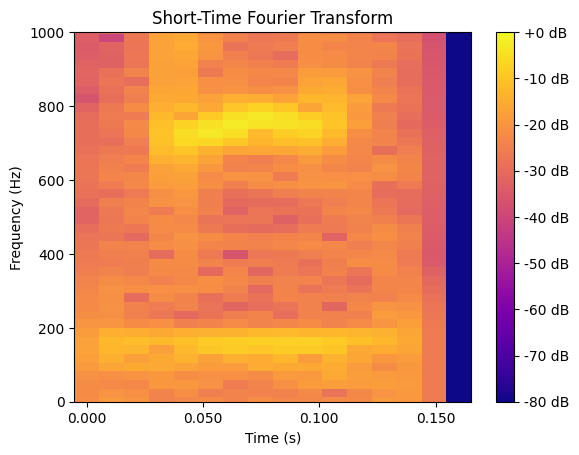 Short-Time Fourier Transform
1000
800
600
400
200
0
Frequency (Hz)
0.000
0.050
0.100
0.150
Time (s)
+0 dB
-10 dB
-20 dB
-30 dB
-40 dB
-50 dB
-60 dB
-70 dB
-80 dB